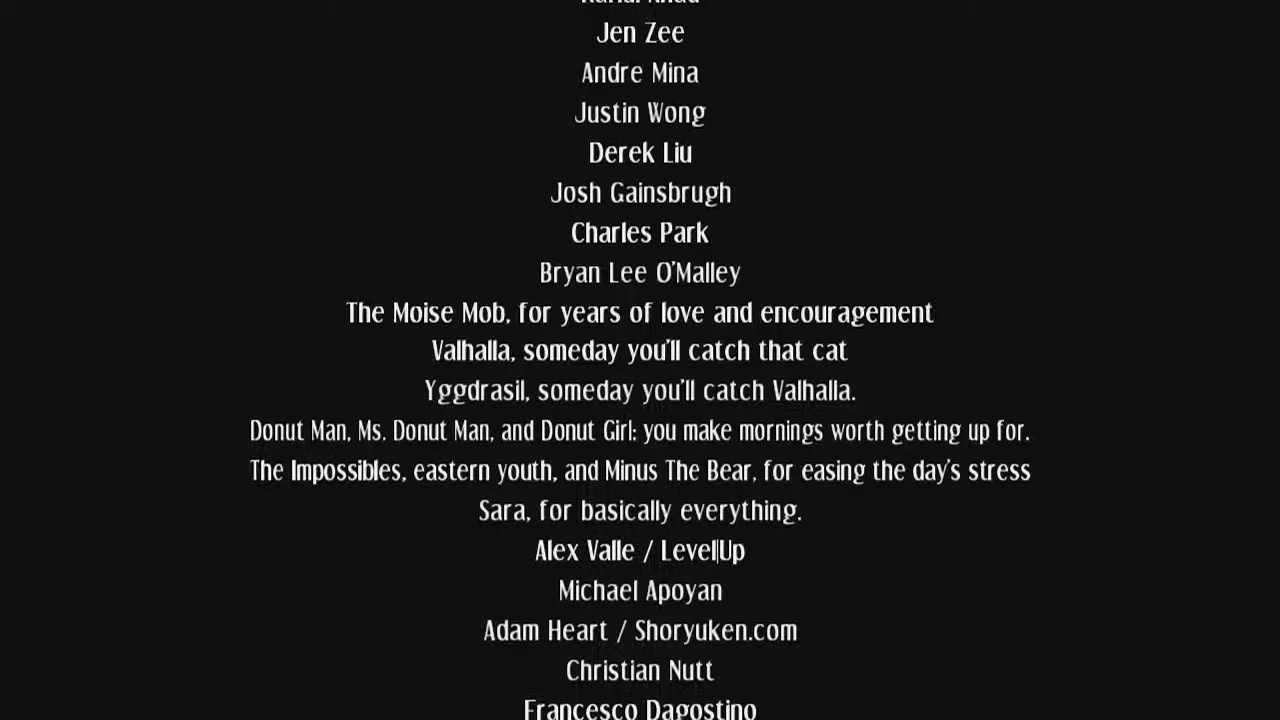 Jen Zee
Andre Mina
Justin Wong
Derek Liu
Josh Gainsbrugh
Charles Park
Bryan Lee O'Malley
The Moise Mob, for years of love and encouragement
Valhalla, someday you'll catch that cat
Yggdrasil, someday you'll catch Valhalla.
Donut Man, Ms. Donut Man, and Donut Girl: you make mornings worth getting up for.
The Impossibles, eastern youth, and Minus The Bear, for easing the day's stress
Sara, for basically everything.
Alex Valle / Level|Up
Michael Apoyan
Adam Heart / Shoryuken.com
Christian Nutt
Francesco Dagostino